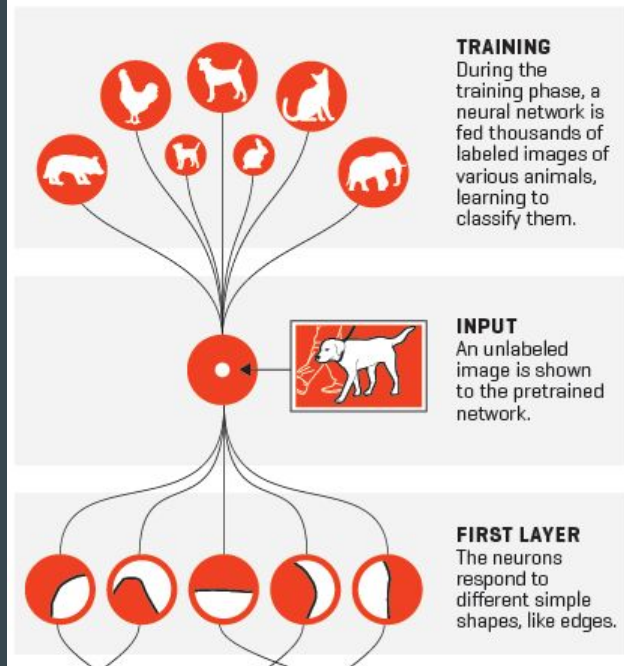 TRAINING
During the
training phase, a
neural network is
fed thousands of
labeled images of
various animals,
learning to
classify them.
INPUT
An unlabeled
image is shown
to the pretrained
network.
FIRST LAYER
The neurons
respond to
different simple
shapes, like edges.